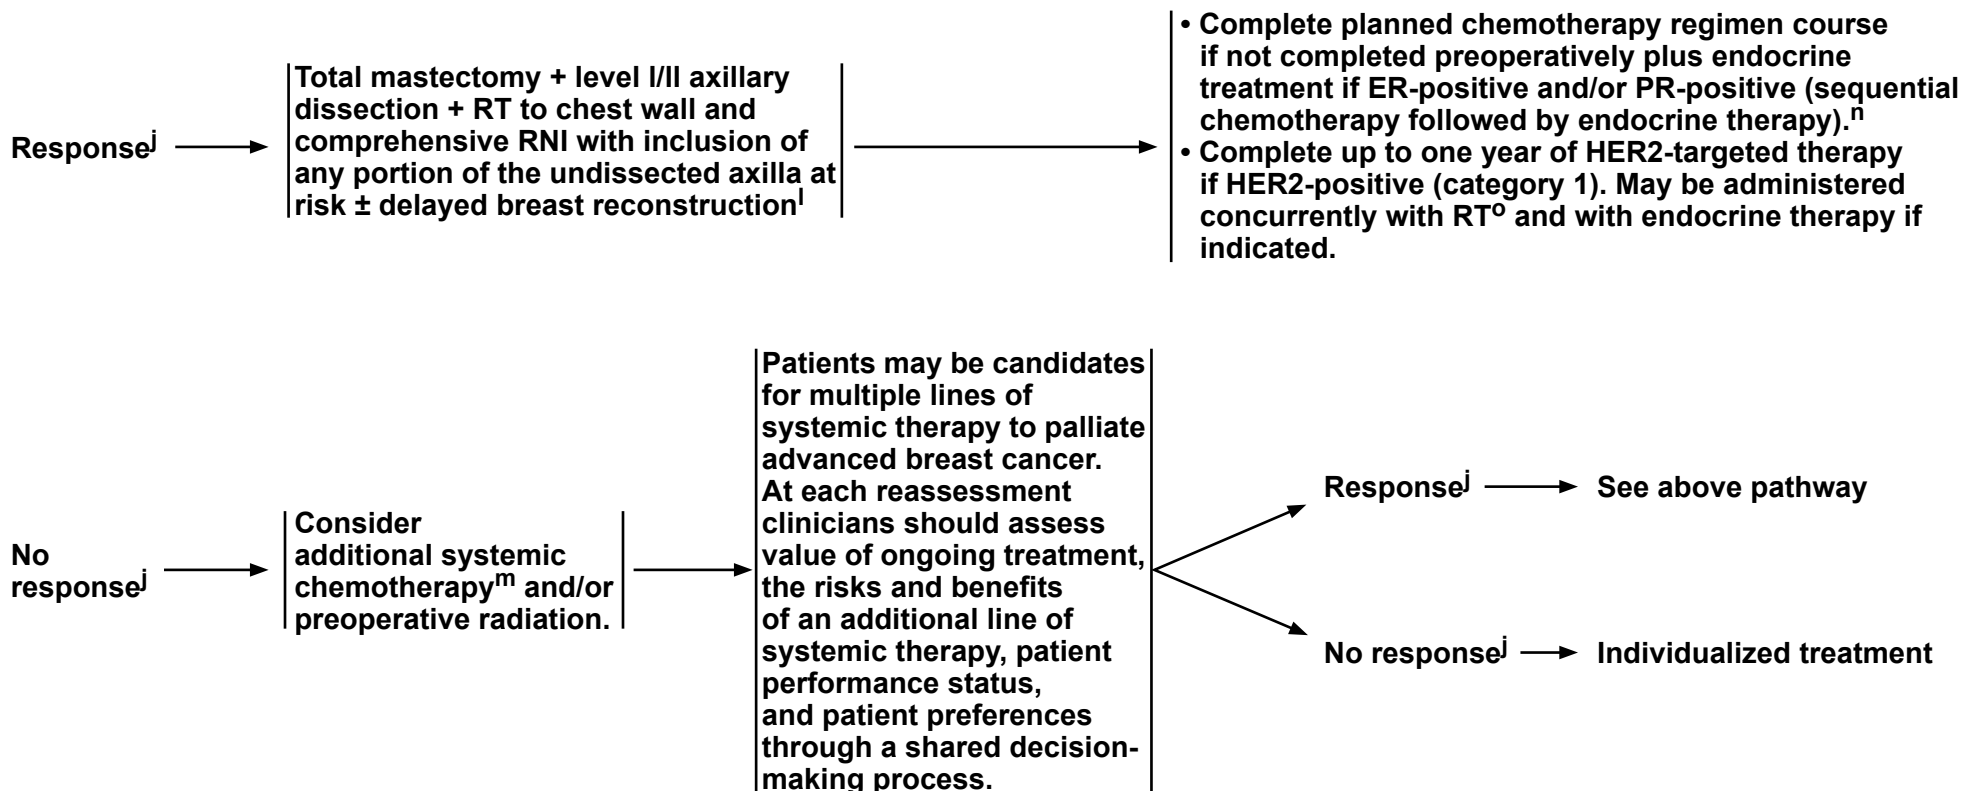 Responseʲ
Total mastectomy + level I/II axillary
dissection + RT to chest wall and
comprehensive RNI with inclusion of
any portion of the undissected axilla at
risk ± delayed breast reconstructionˡ
• Complete planned chemotherapy regimen course
if not completed preoperatively plus endocrine
treatment if ER-positive and/or PR-positive (sequential
chemotherapy followed by endocrine therapy).ⁿ
• Complete up to one year of HER2-targeted therapy
if HER2-positive (category 1). May be administered
concurrently with RTᵒ and with endocrine therapy if
indicated.
No
responseʲ
Consider
additional systemic
chemotherapyᵐ and/or
preoperative radiation.
Patients may be candidates
for multiple lines of
systemic therapy to palliate
advanced breast cancer.
At each reassessment
clinicians should assess
value of ongoing treatment,
the risks and benefits
of an additional line of
systemic therapy, patient
performance status,
and patient preferences
through a shared decision-
making process.
Responseʲ
See above pathway
No responseʲ
Individualized treatment